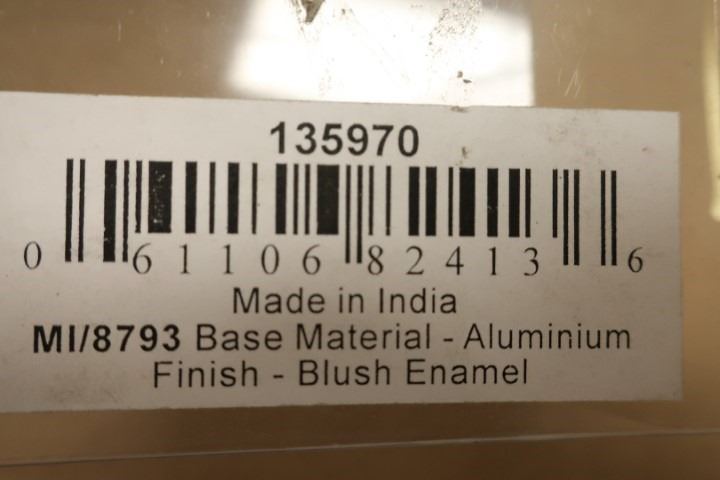 135970
0 61106 82413 6
Made in India
MI/8793 Base Material - Aluminium
Finish - Blush Enamel